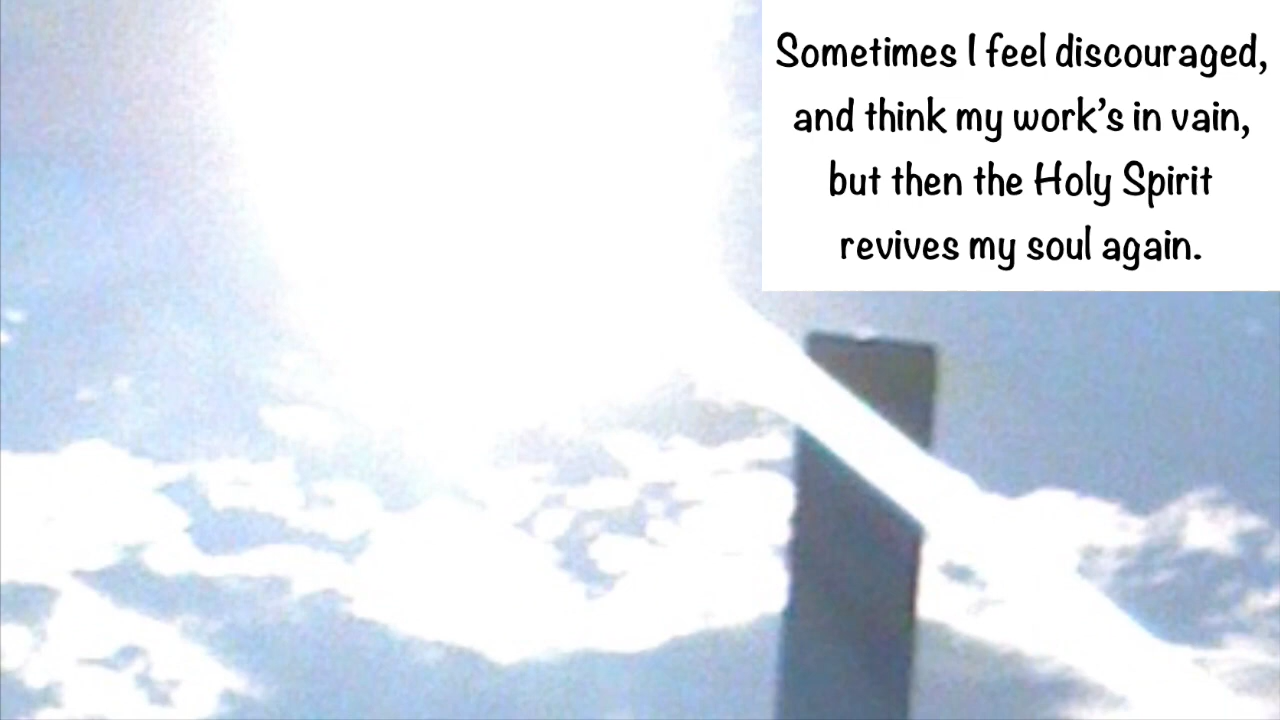 Sometimes I feel discouraged,
and think my work’s in vain,
but then the Holy Spirit
revives my soul again.